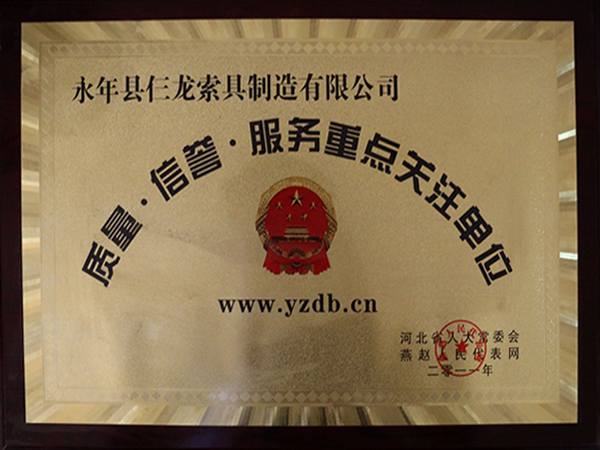 永年县仨龙索具制造有限公司
质量·信誉·服务重点关注单位
www.yzdb.cn
河北省人大常委会
燕赵人民代表网
二零一一年